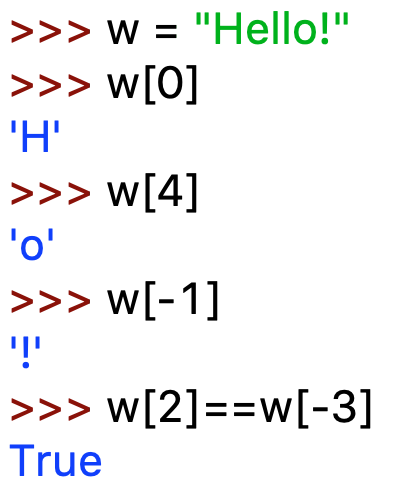 >>> w = "Hello!"
>>> w[0]
'H'
>>> w[4]
'o'
>>> w[-1]
'!'
>>> w[2]==w[-3]
True